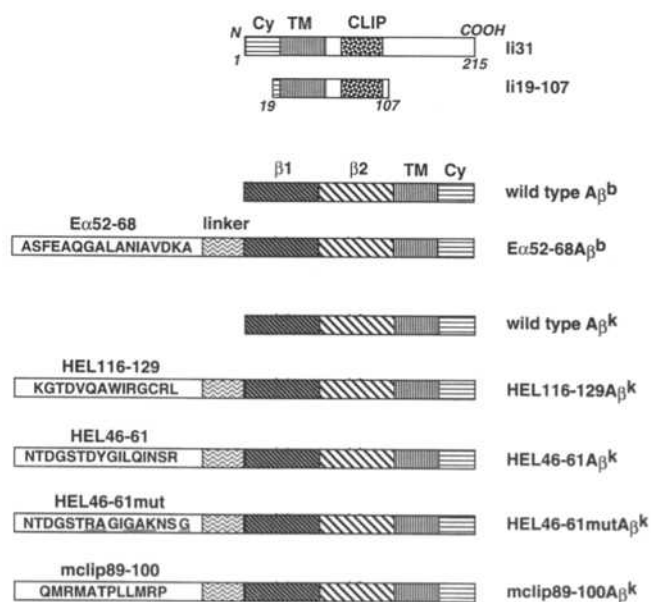 Cy TM CLIP
N COOH
1 215
Ii31
19 107
Ii19-107
β1 β2 TM Cy
wild type Aβb
Eα52-68 linker
ASFEAQGALANIAVDKA
Eα52-68Aβb
wild type Aβk
HEL116-129
KGTDVQAWIRGCRL
HEL116-129Aβk
HEL46-61
NTDGSTDYGILQINSR
HEL46-61Aβk
HEL46-61mut
NTDGSTRAGIGAKNSG
HEL46-61mutAβk
mclip89-100
QMRMATPLLMRP
mclip89-100Aβk